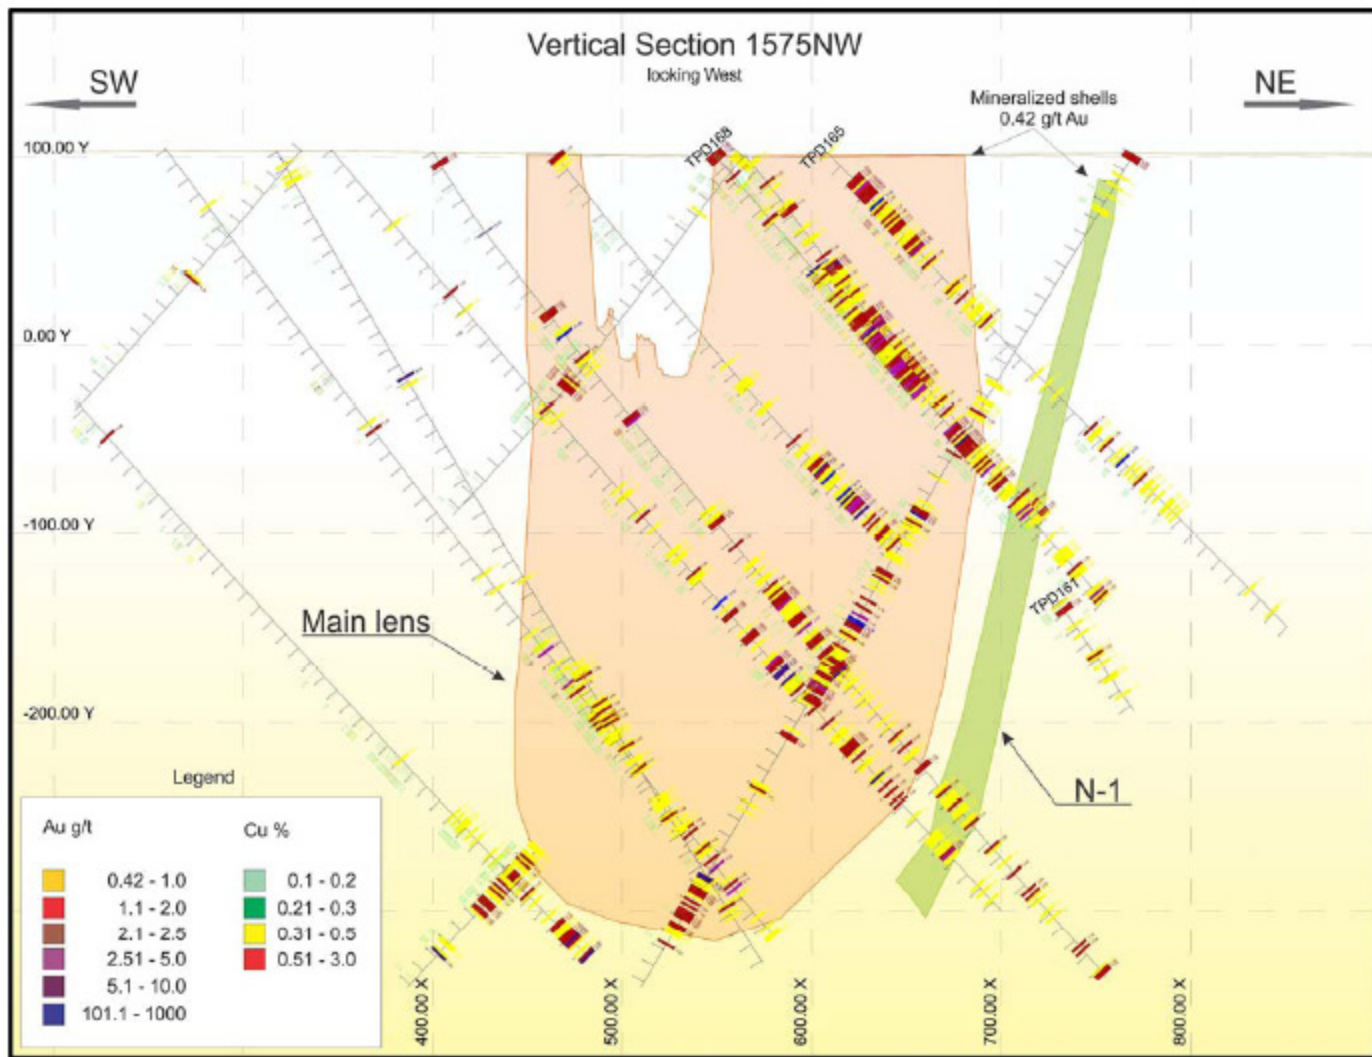 Vertical Section 1575NW
looking West
SW
NE
Mineralized shells
0.42 g/t Au
TPD168
TPD165
100.00 Y
0.00 Y
-100.00 Y
TPD161
Main lens
-200.00 Y
N-1
Legend
Au g/t
Cu %
0.42 - 1.0
0.1 - 0.2
1.1 - 2.0
0.21 - 0.3
2.1 - 2.5
0.31 - 0.5
2.51 - 5.0
0.51 - 3.0
5.1 - 10.0
101.1 - 1000
400.00 X
500.00 X
600.00 X
700.00 X
800.00 X